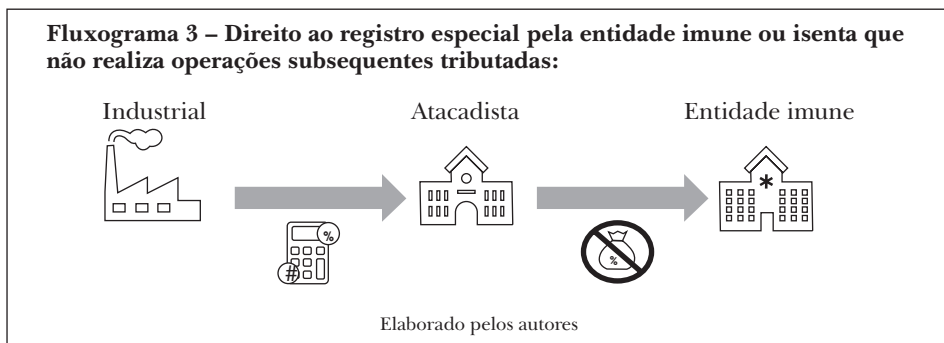 Fluxograma 3 – Direito ao registro especial pela entidade imune ou isenta que
não realiza operações subsequentes tributadas:
Industrial Atacadista Entidade imune
%
#
%
*
Elaborado pelos autores